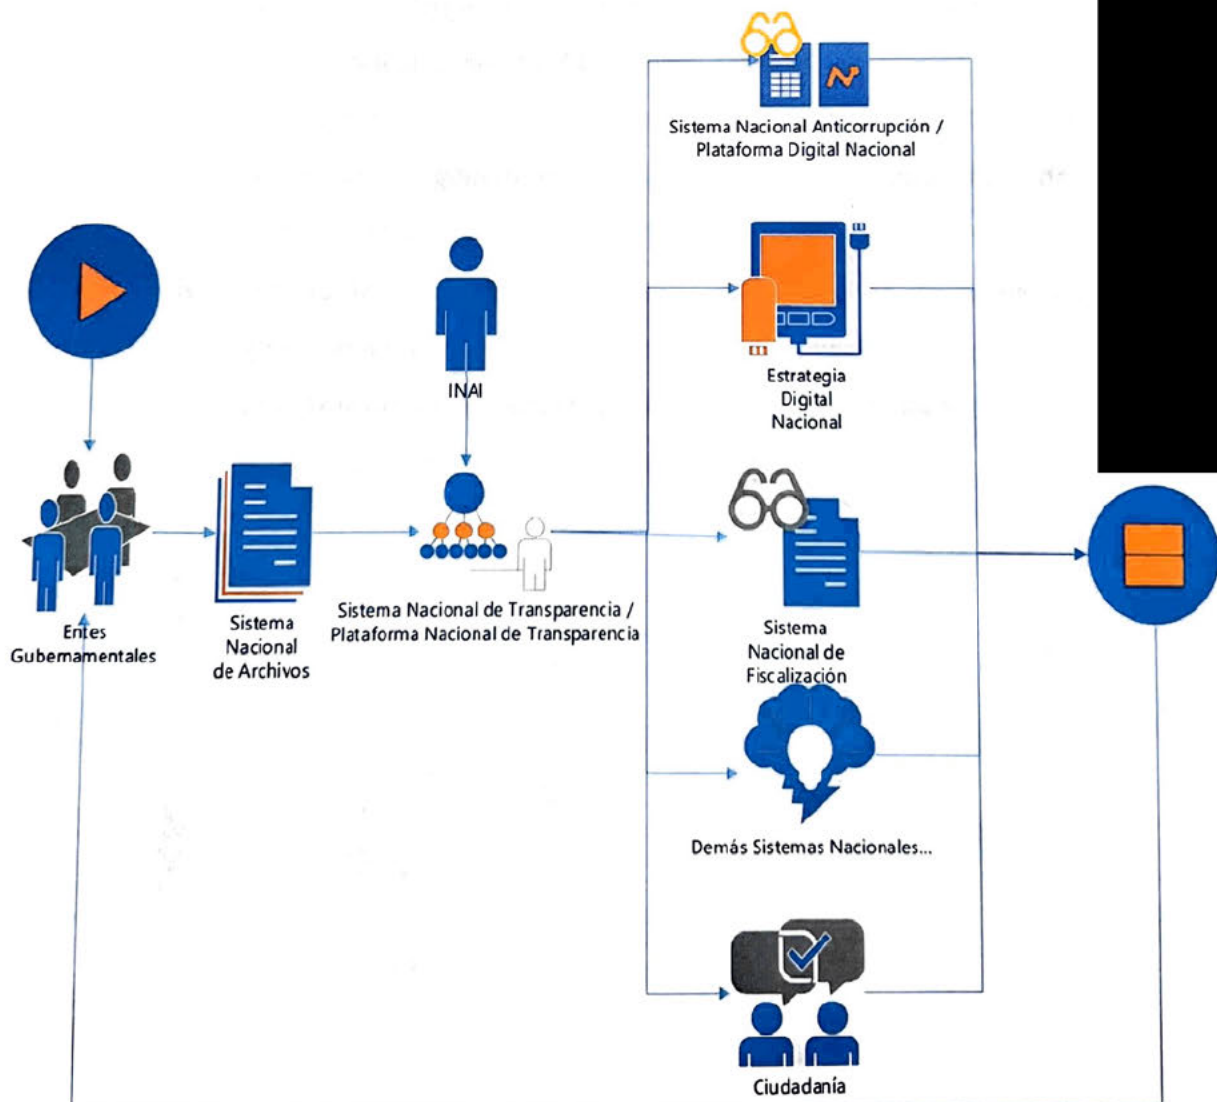 Sistema Nacional Anticorrupción /
Plataforma Digital Nacional
INAI
Estrategia
Digital
Nacional
Entes
Gubernamentales
Sistema
Nacional
de Archivos
Sistema Nacional de Transparencia /
Plataforma Nacional de Transparencia
Sistema
Nacional de
Fiscalización
Demás Sistemas Nacionales...
Ciudadanía